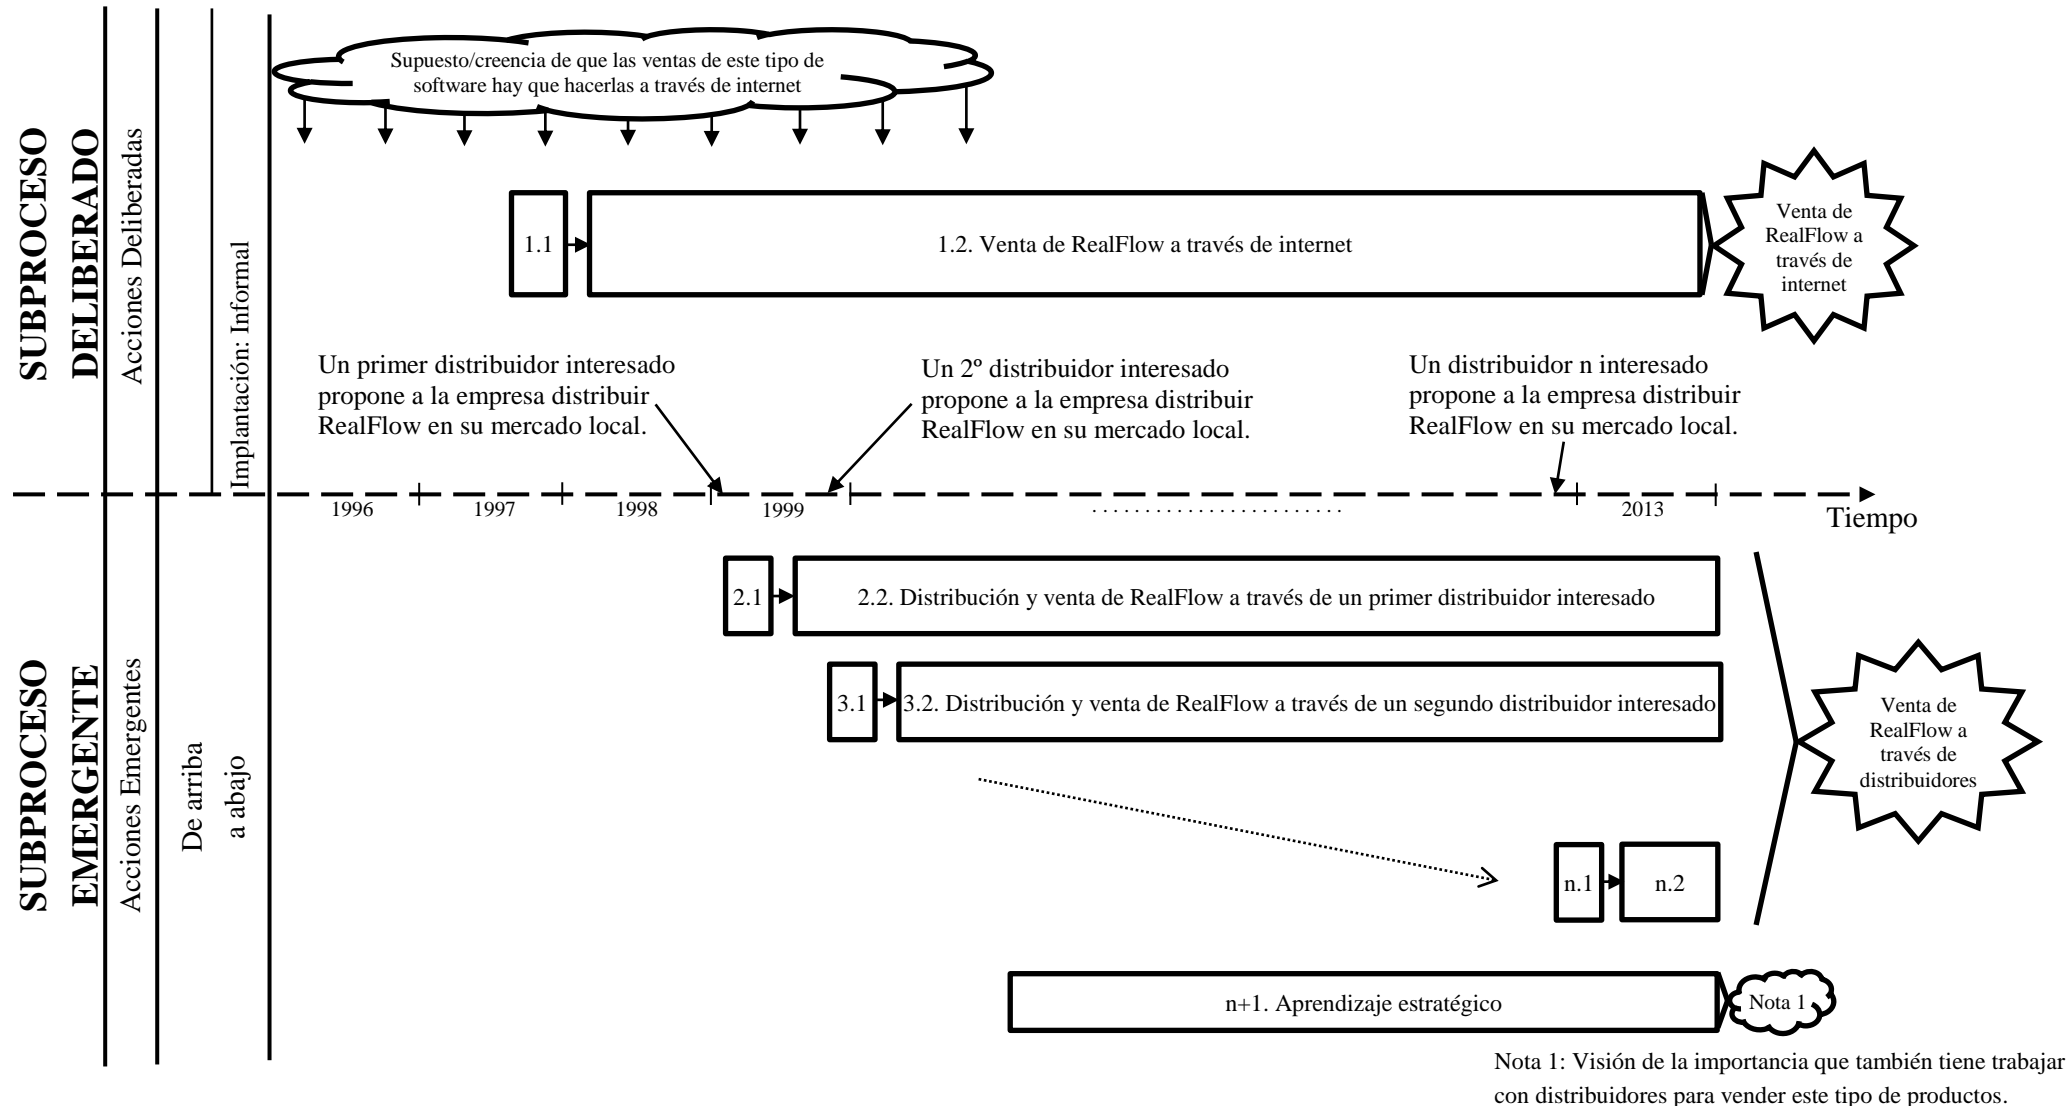 Supuesto/creencia de que las ventas de este tipo de
software hay que hacerlas a través de internet
SUBPROCESO
DELIBERADO
Acciones Deliberadas
Implantación: Informal
1.1
1.2. Venta de RealFlow a través de internet
Venta de
RealFlow a
través de
internet
Un primer distribuidor interesado
propone a la empresa distribuir
RealFlow en su mercado local.
Un 2º distribuidor interesado
propone a la empresa distribuir
RealFlow en su mercado local.
Un distribuidor n interesado
propone a la empresa distribuir
RealFlow en su mercado local.
1996
1997
1998
1999
. . . . . . . . . . . . . . . . . . . . . . .
2013
Tiempo
SUBPROCESO
EMERGENTE
Acciones Emergentes
De arriba
a abajo
2.1
2.2. Distribución y venta de RealFlow a través de un primer distribuidor interesado
3.1
3.2. Distribución y venta de RealFlow a través de un segundo distribuidor interesado
Venta de
RealFlow a
través de
distribuidores
n.1
n.2
n+1. Aprendizaje estratégico
Nota 1
Nota 1: Visión de la importancia que también tiene trabajar
con distribuidores para vender este tipo de productos.